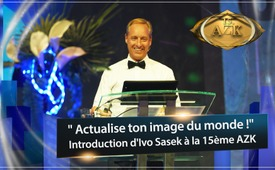 AZK
" Actualise ton image du monde !"
Introduction d'Ivo Sasek à la 15ème AZK